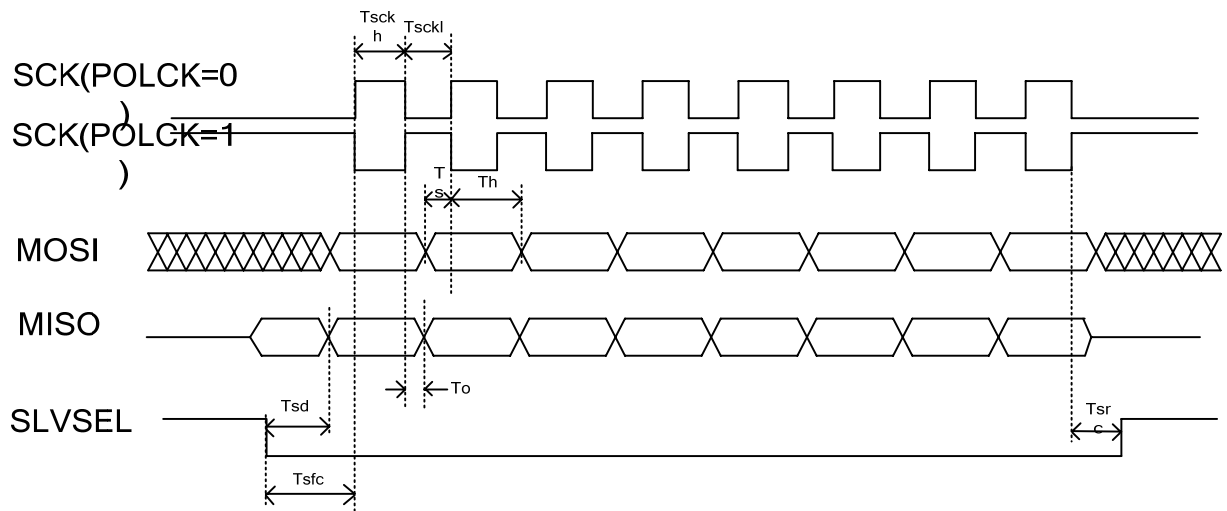 Tsck
h
Tsckl
SCK(POLCK=0
)
SCK(POLCK=1
)
T
s
Th
MOSI
MISO
To
Tsd
SLVSEL
Tsr
c
Tsfc